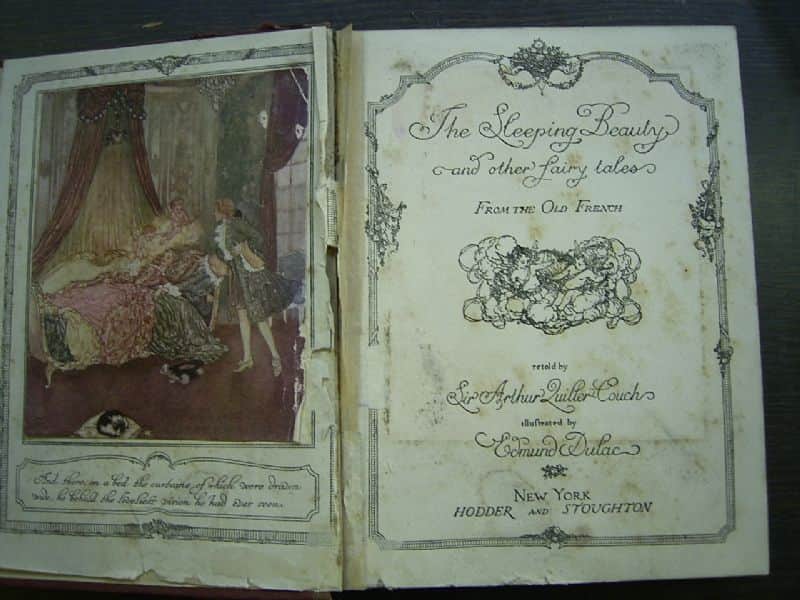 And there, on a bed the curtains of which were drawn
wide, he beheld the loveliest vision he had ever seen.
The Sleeping Beauty
and other fairy tales
FROM THE OLD FRENCH
retold by
Sir Arthur Quiller-Couch
illustrated by
Edmund Dulac
NEW YORK
HODDER AND STOUGHTON